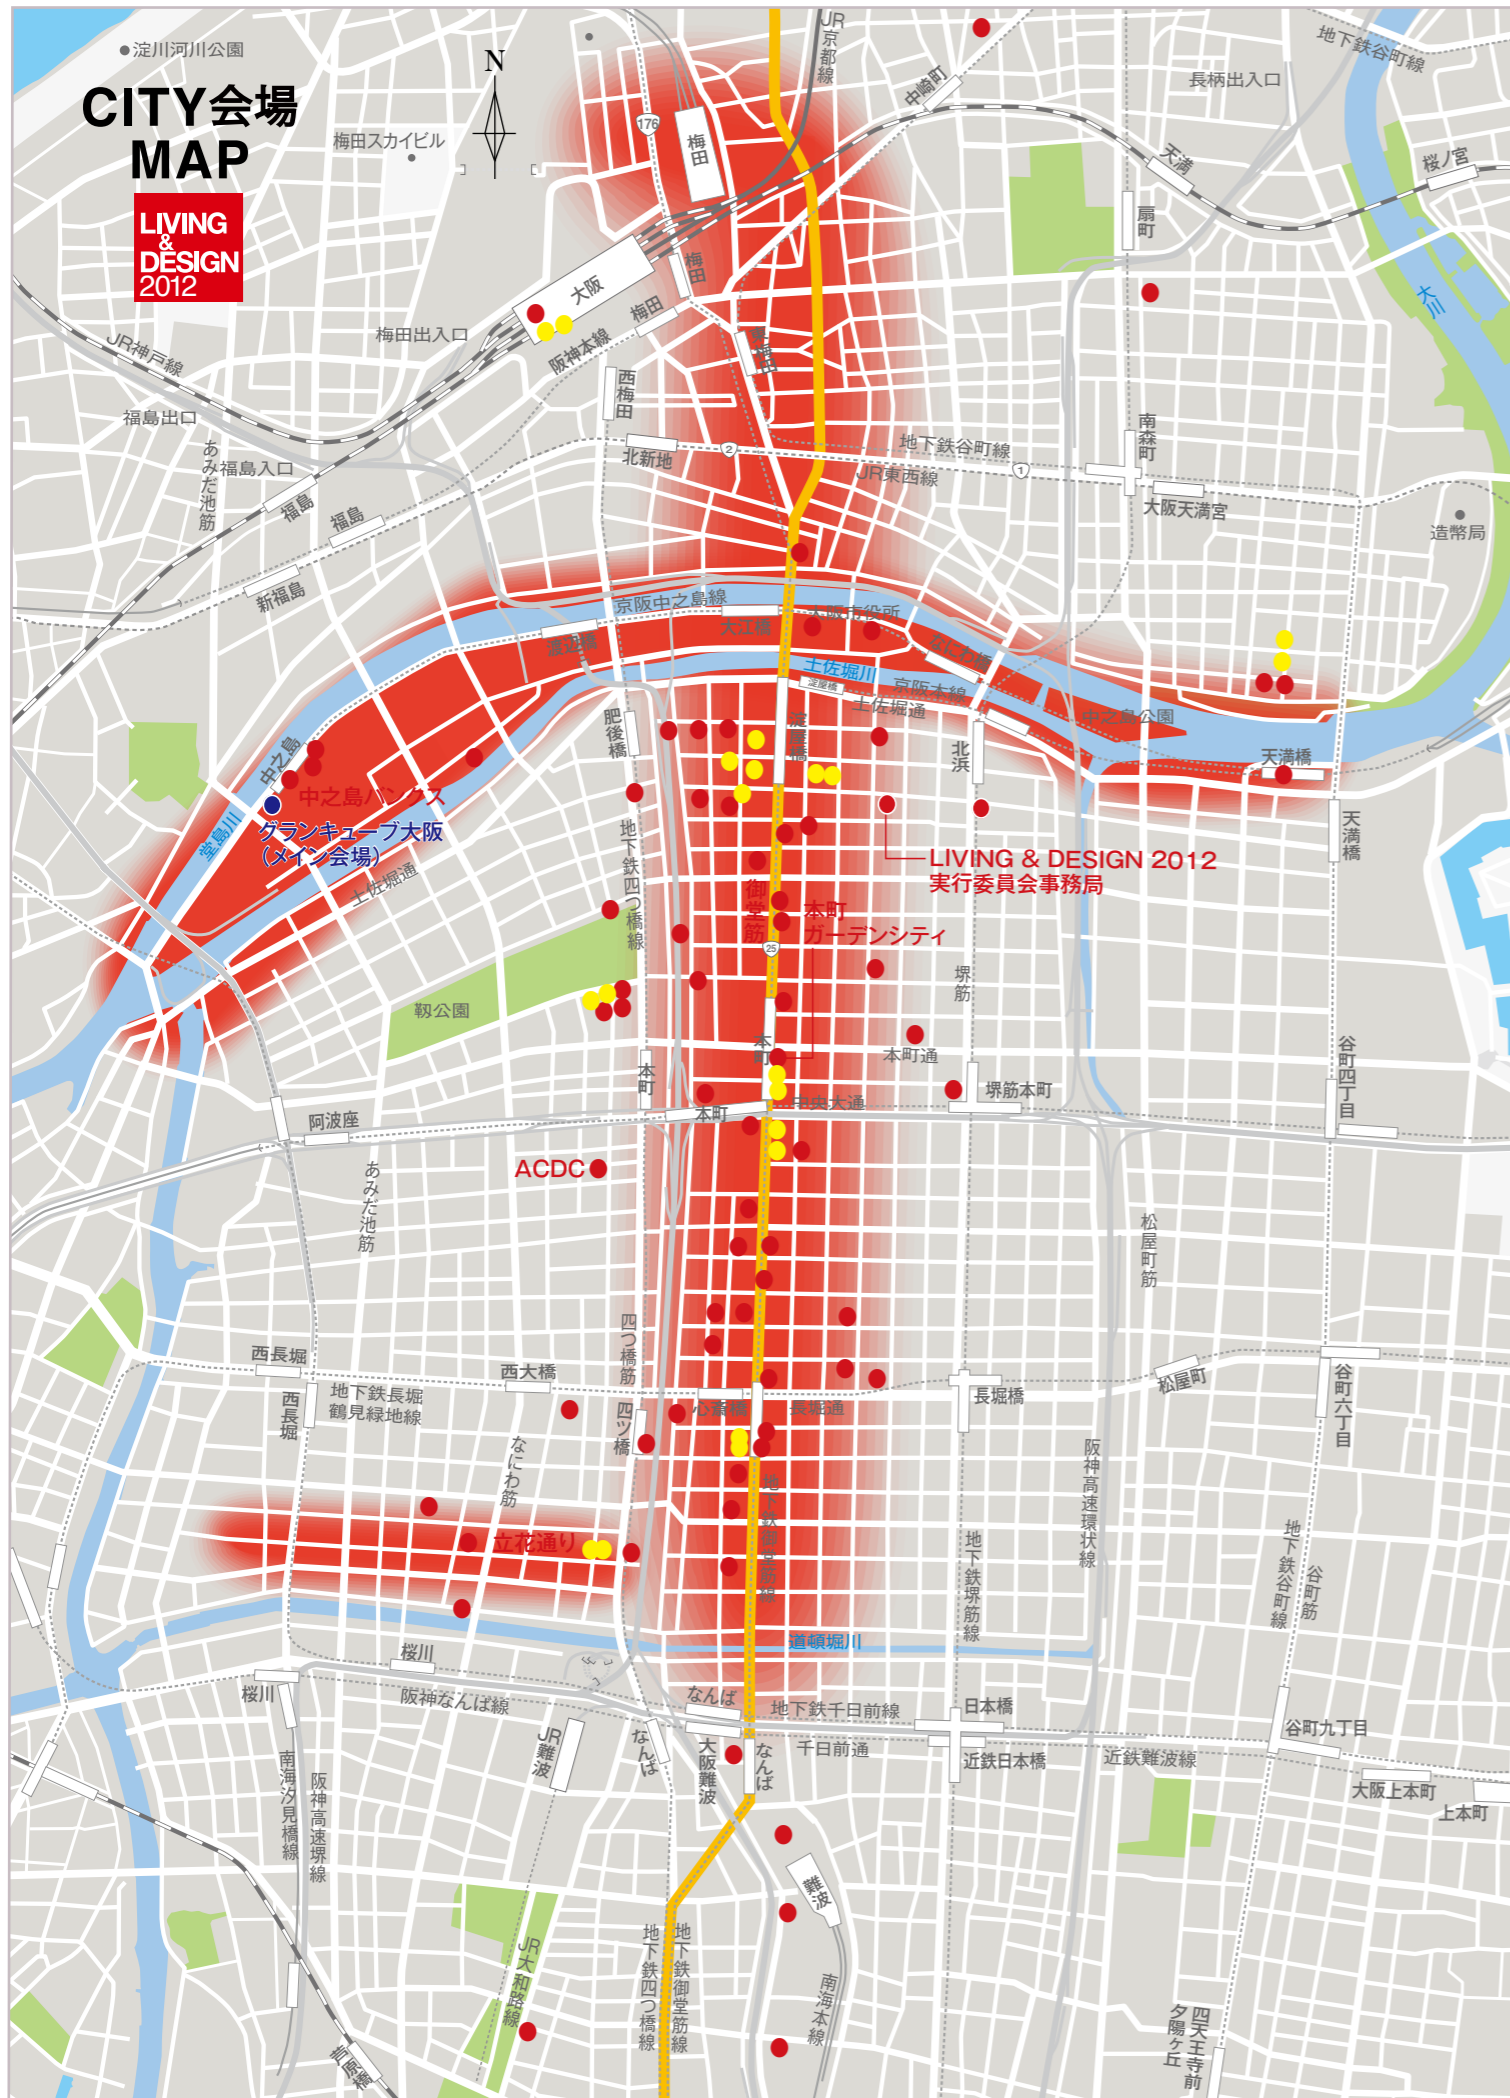 淀川河川公園
CITY会場
MAP
LIVING
&
DESIGN
2012
N
梅田スカイビル
176
梅田
JR京都線
中崎町
地下鉄谷町線
長柄出入口
天満
桜ノ宮
扇町
大川
大阪
梅田
梅田
東梅田
阪神本線
梅田出入口
JR神戸線
西梅田
福島出口
あみだ池筋
福島入口
北新地
2
地下鉄谷町線
JR東西線
1
南森町
大阪天満宮
造幣局
福島
福島
新福島
京阪中之島線
大江橋
大阪市役所
渡辺橋
なにわ橋
土佐堀川
淀屋橋
京阪本線
土佐堀通
中之島公園
天満橋
天満橋
肥後橋
淀屋橋
北浜
中之島
中之島バンクス
グランキューブ大阪
(メイン会場)
堂島川
土佐堀通
地下鉄四つ橋線
LIVING & DESIGN 2012
実行委員会事務局
御堂筋
本町
ガーデンシティ
25
堺筋
靱公園
本町
本町
本町通
堺筋本町
谷町四丁目
中央大通
本町
阿波座
ACDC
あみだ池筋
松屋町筋
四つ橋筋
西長堀
西大橋
地下鉄長堀
鶴見緑地線
西長堀
四ツ橋
心斎橋
長堀通
長堀橋
松屋町
谷町六丁目
なにわ筋
地下鉄御堂筋線
阪神高速環状線
立花通り
地下鉄堺筋線
地下鉄谷町線
谷町筋
道頓堀川
桜川
桜川
阪神なんば線
なんば
地下鉄千日前線
日本橋
谷町九丁目
JR難波
なんば
大阪難波
なんば
千日前通
近鉄日本橋
近鉄難波線
大阪上本町
上本町
南海汐見橋線
阪神高速堺線
難波
JR大和路線
地下鉄四つ橋線
地下鉄御堂筋線
南海本線
芦原橋
四天王寺前
夕陽ヶ丘